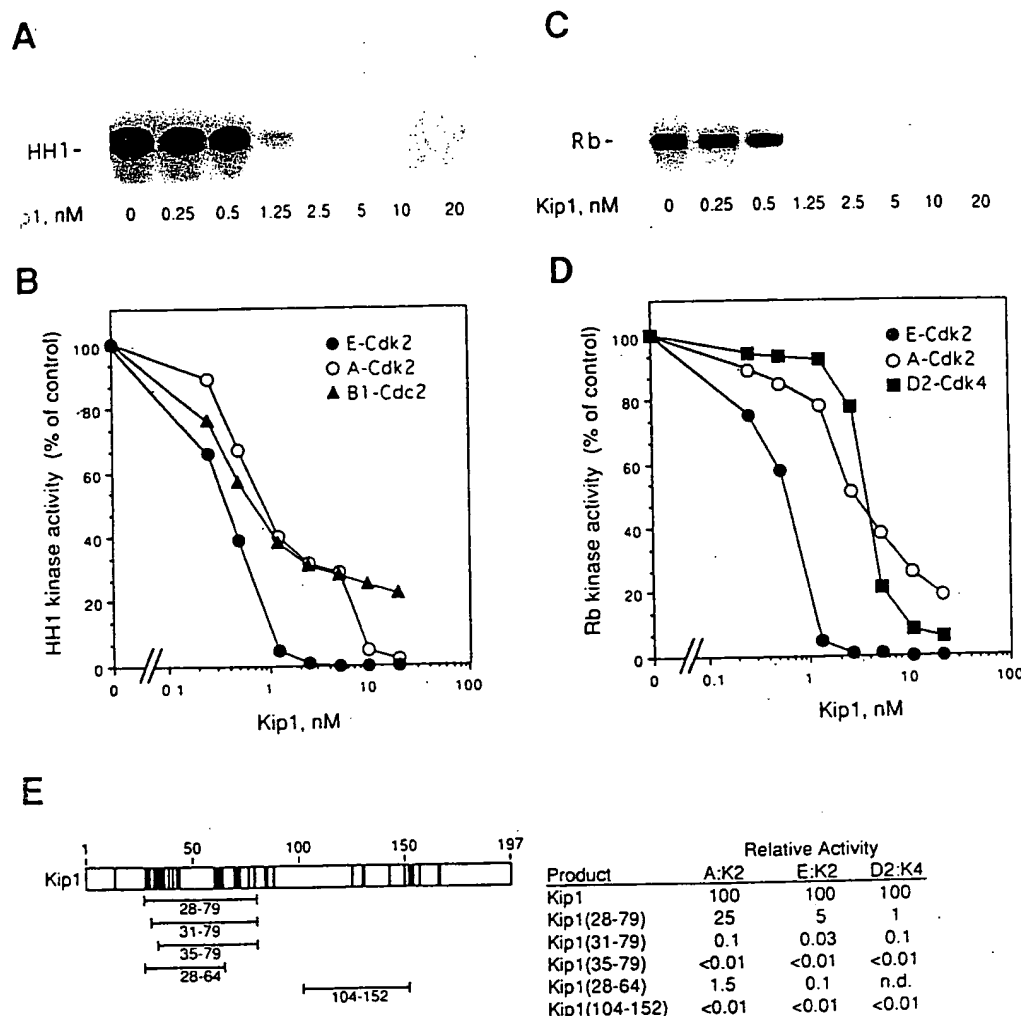 A
HH1-
p1, nM 0 0.25 0.5 1.25 2.5 5 10 20
C
Rb-
Kip1, nM 0 0.25 0.5 1.25 2.5 5 10 20
B
HH1 kinase activity (% of control)
100
80
60
40
20
0
E-Cdk2
A-Cdk2
B1-Cdc2
0 0 1 1 10 100
Kip1, nM
D
Rb kinase activity (% of control)
100
80
60
40
20
0
E-Cdk2
A-Cdk2
D2-Cdk4
0 0.1 1 10 100
Kip1, nM
E
1 50 100 150 197
Kip1
28-79
31-79
35-79
28-64
104-152
Relative Activity
Product A:K2 E:K2 D2:K4
Kip1 100 100 100
Kip1(28-79) 25 5 1
Kip1(31-79) 0.1 0.03 0.1
Kip1(35-79) <0.01 <0.01 <0.01
Kip1(28-64) 1.5 0.1 n.d.
Kip1(104-152) <0.01 <0.01 <0.01